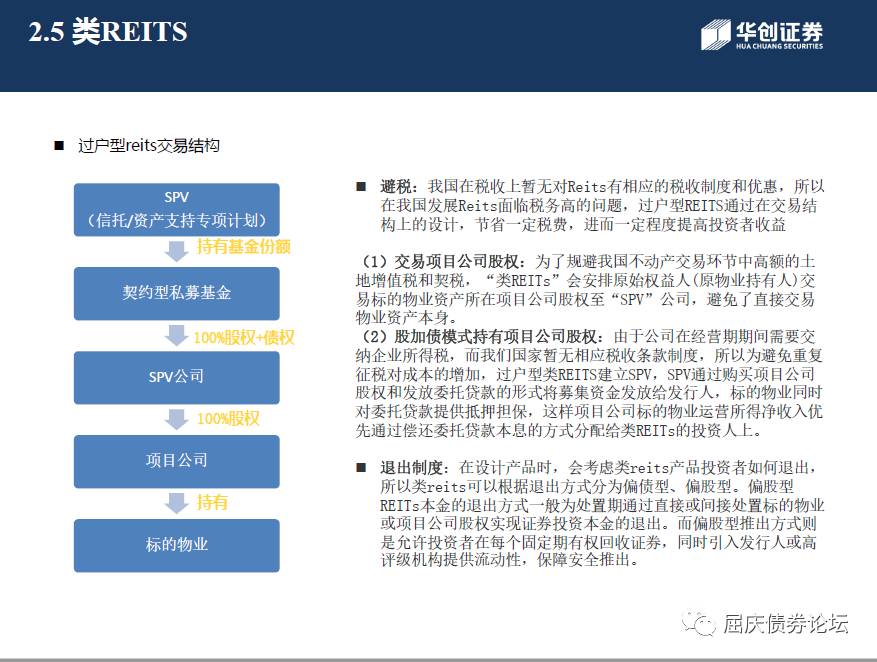 2.5 类REITS
华创证券
HUA CHUANG SECURITIES
■ 过户型reits交易结构
SPV
（信托/资产支持专项计划）
持有基金份额
契约型私募基金
100%股权+债权
SPV公司
100%股权
项目公司
持有
标的物业
■ 避税：我国在税收上暂无对Reits有相应的税收制度和优惠，所以
在我国发展Reits面临税务高的问题，过户型REITS通过在交易结
构上的设计，节省一定税费，进而一定程度提高投资者收益
（1）交易项目公司股权：为了规避我国不动产交易环节中高额的土
地增值税和契税，“类REITs”会安排原始权益人(原物业持有人)交
易标的物业资产所在项目公司股权至“SPV”公司，避免了直接交易
物业资产本身。
（2）股加债模式持有项目公司股权：由于公司在经营期期间需要交
纳企业所得税，而我们国家暂无相应税收条款制度，所以为避免重复
征税对成本的增加，过户型类REITS建立SPV，SPV通过购买项目公司
股权和发放委托贷款的形式将募集资金发放给发行人，标的物业同时
对委托贷款提供抵押担保，这样项目公司标的物业运营所得净收入优
先通过偿还委托贷款本息的方式分配给类REITs的投资人上。
■ 退出制度：在设计产品时，会考虑类reits产品投资者如何退出，
所以类reits可以根据退出方式分为偏债型、偏股型。偏股型
REITs本金的退出方式一般为处置期通过直接或间接处置标的物业
或项目公司股权实现证券投资本金的退出。而偏股型推出方式则
是允许投资者在每个固定期有权回收证券，同时引入发行人或高
评级机构提供流动性，保障安全推出。
屈庆债券论坛